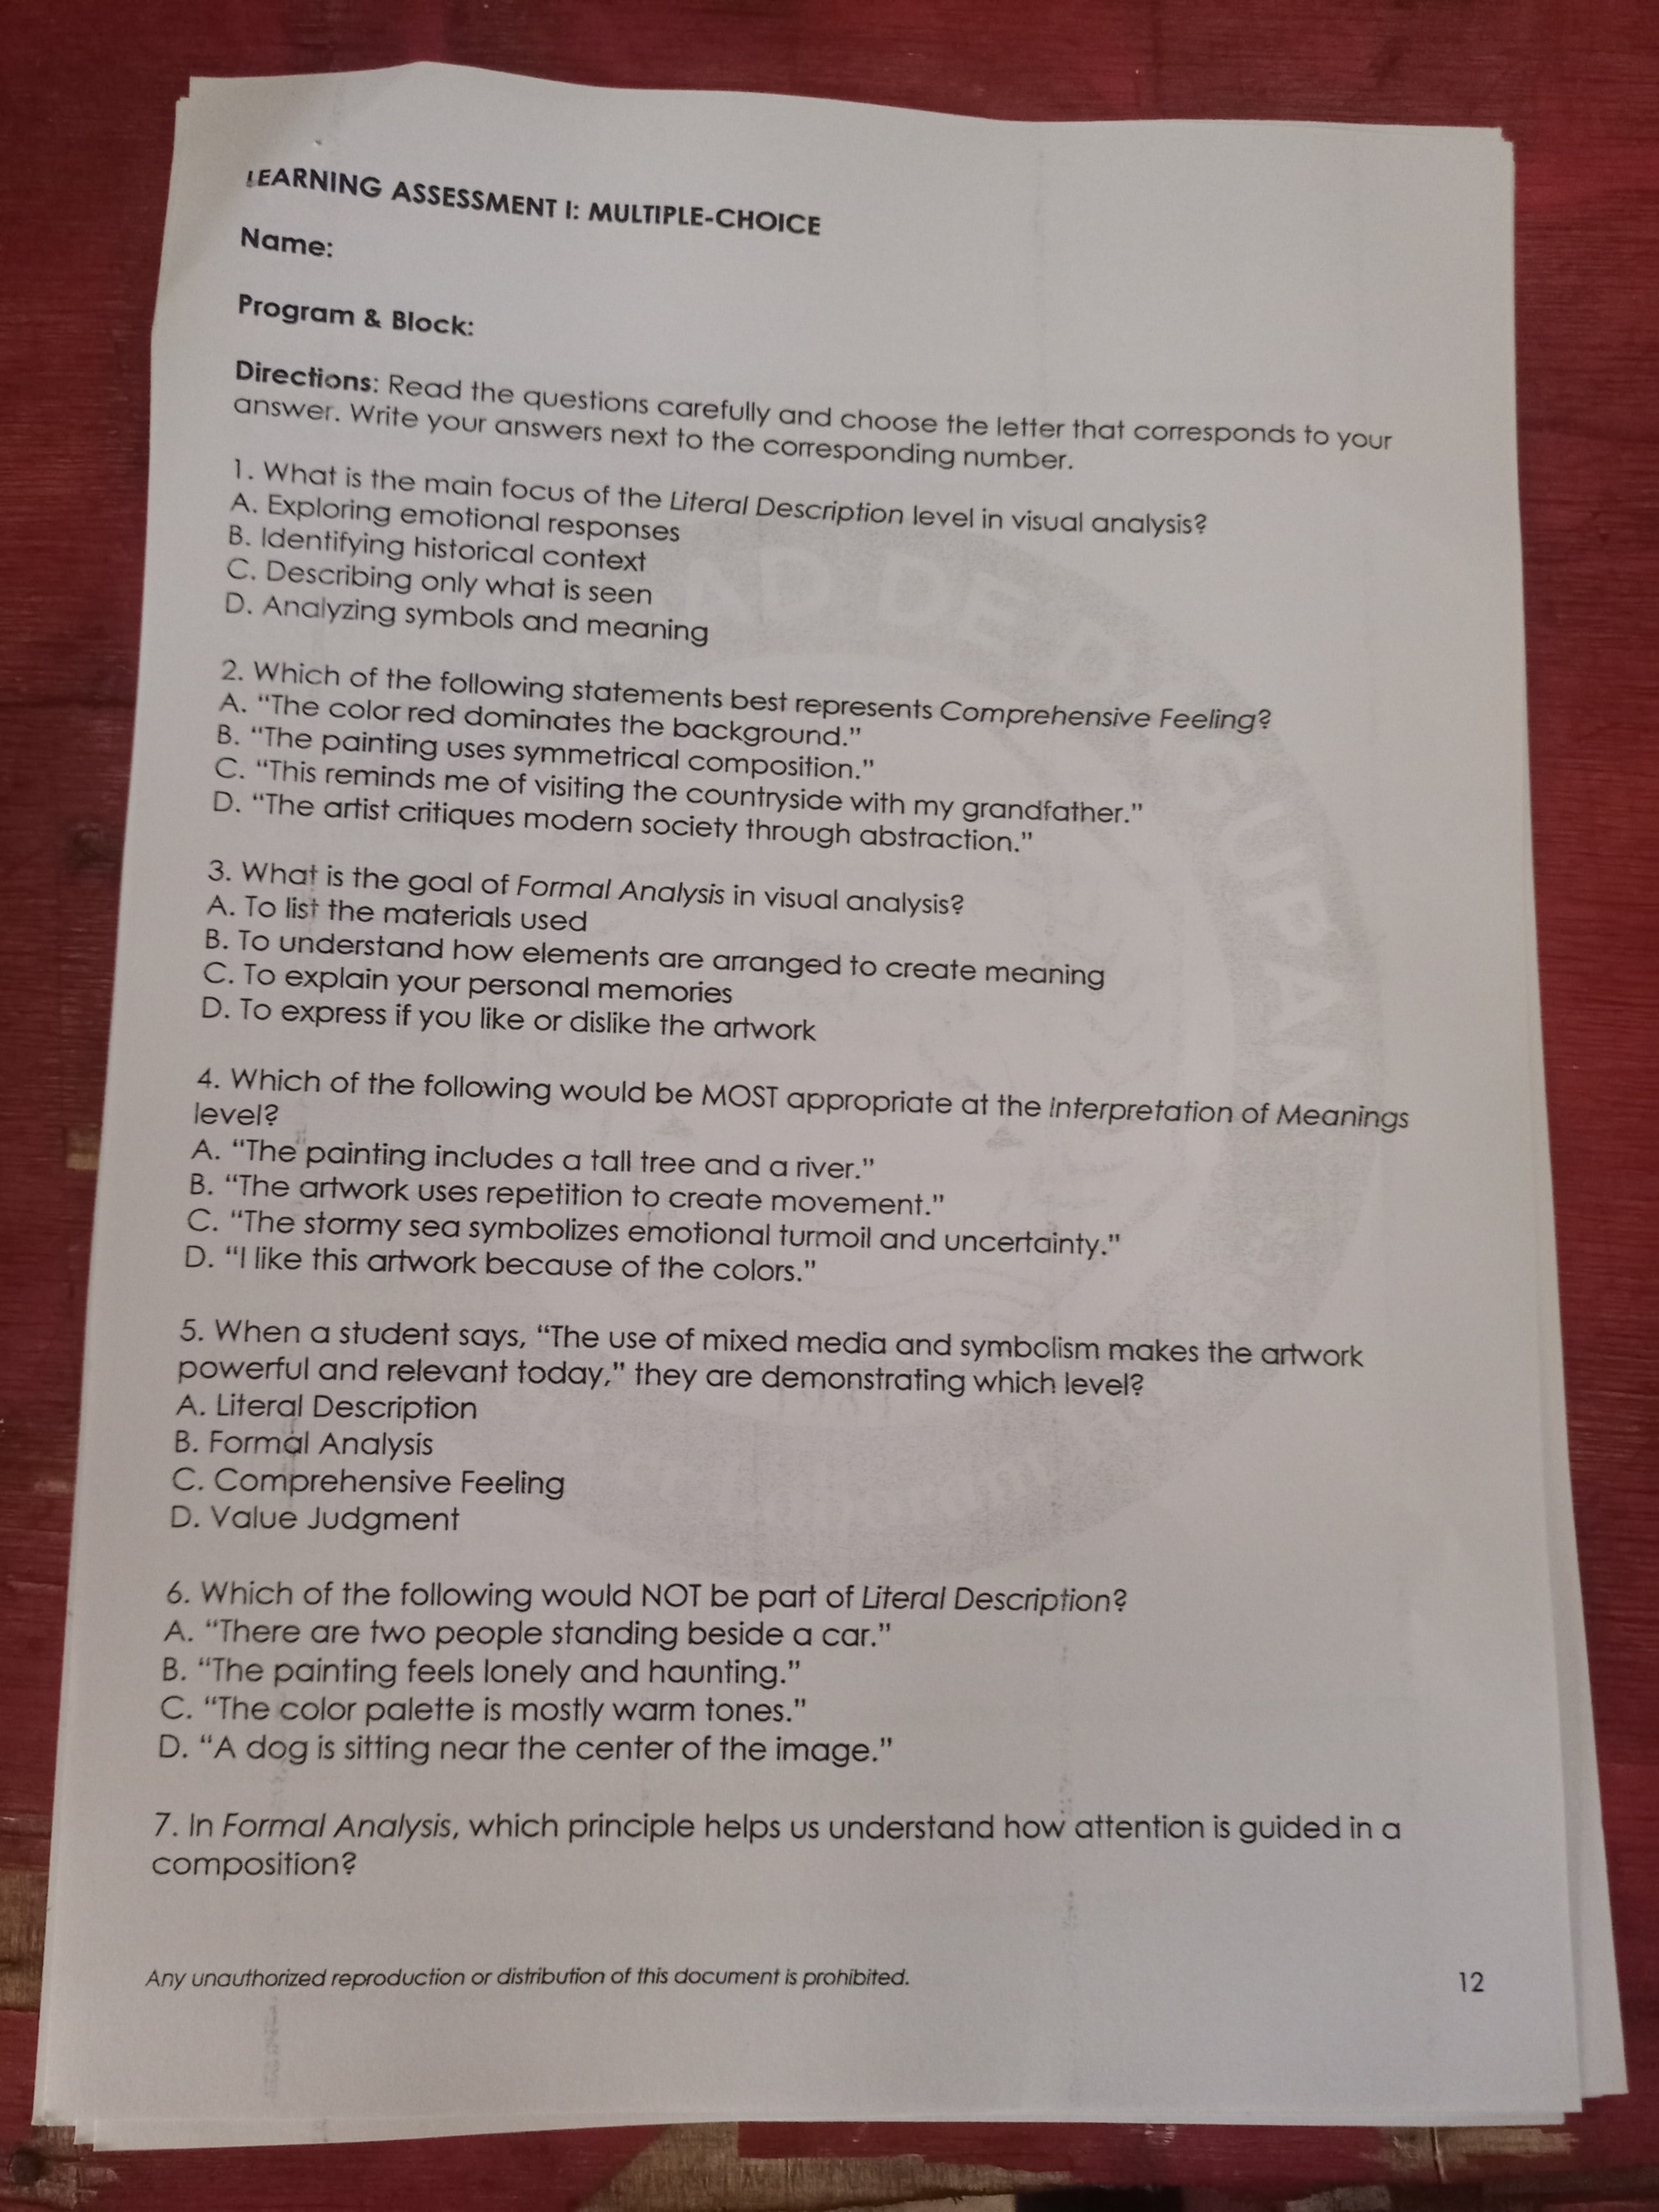 LEARNING ASSESSMENT I: MULTIPLE-CHOICE
Name:
Program & Block:
Directions: Read the questions carefully and choose the letter that corresponds to your
answer. Write your answers next to the corresponding number.
1. What is the main focus of the Literal Description level in visual analysis?
A. Exploring emotional responses
B. Identifying historical context
C. Describing only what is seen
D. Analyzing symbols and meaning
2. Which of the following statements best represents Comprehensive Feeling?
A. “The color red dominates the background.”
B. “The painting uses symmetrical composition.”
C. “This reminds me of visiting the countryside with my grandfather.”
D. “The artist critiques modern society through abstraction.”
3. What is the goal of Formal Analysis in visual analysis?
A. To list the materials used
B. To understand how elements are arranged to create meaning
C. To explain your personal memories
D. To express if you like or dislike the artwork
4. Which of the following would be MOST appropriate at the Interpretation of Meanings
level?
A. “The painting includes a tall tree and a river.”
B. “The artwork uses repetition to create movement.”
C. “The stormy sea symbolizes emotional turmoil and uncertainty.”
D. “I like this artwork because of the colors.”
5. When a student says, “The use of mixed media and symbolism makes the artwork
powerful and relevant today,” they are demonstrating which level?
A. Literal Description
B. Formal Analysis
C. Comprehensive Feeling
D. Value Judgment
6. Which of the following would NOT be part of Literal Description?
A. “There are two people standing beside a car.”
B. “The painting feels lonely and haunting.”
C. “The color palette is mostly warm tones.”
D. “A dog is sitting near the center of the image.”
7. In Formal Analysis, which principle helps us understand how attention is guided in a
composition?
Any unauthorized reproduction or distribution of this document is prohibited.
12